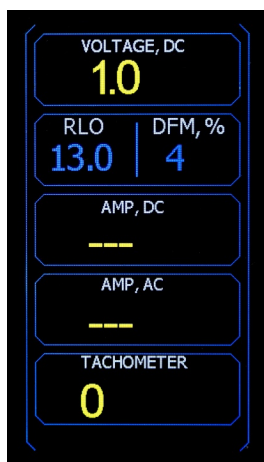 VOLTAGE, DC
1.0
RLO DFM, %
13.0 4
AMP, DC
---
AMP, AC
---
TACHOMETER
0